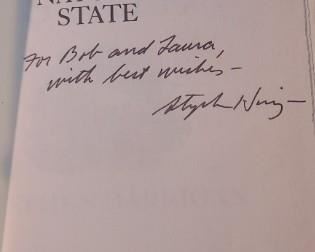 STATE
For Bob and Laura,
with best wishes –